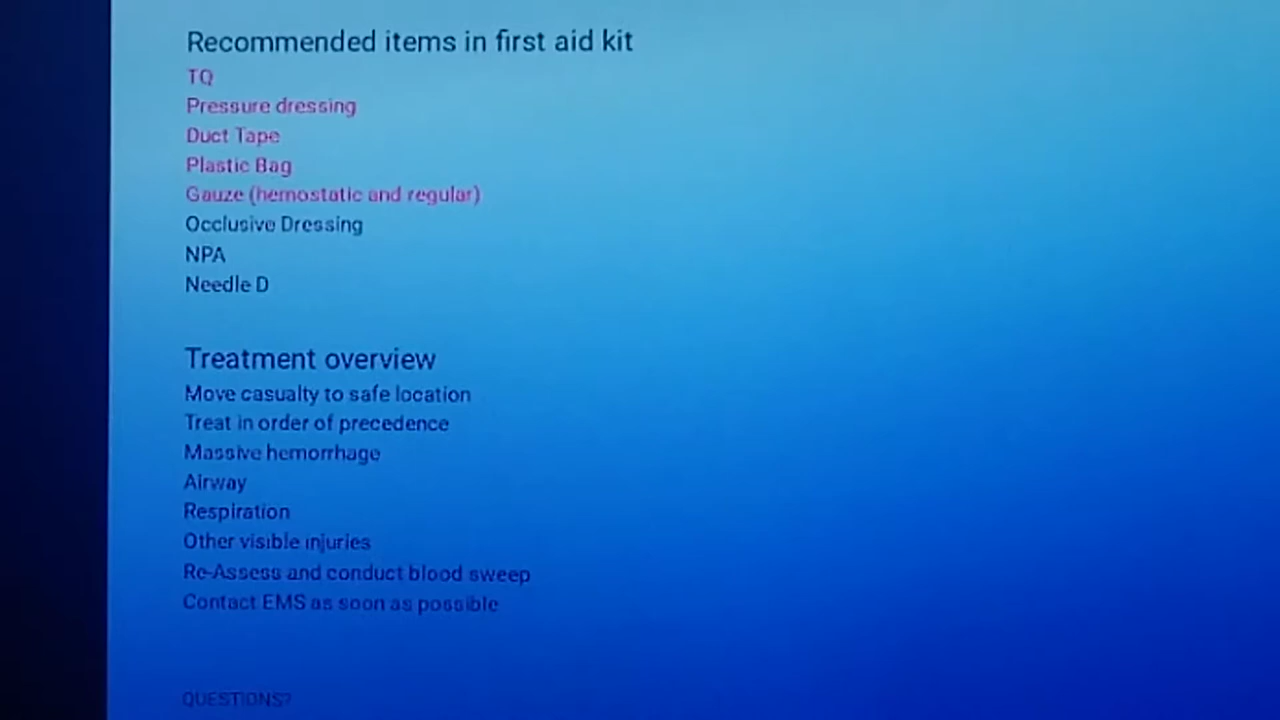 Recommended items in first aid kit
TQ
Pressure dressing
Duct Tape
Plastic Bag
Gauze (hemostatic and regular)
Occlusive Dressing
NPA
Needle D
Treatment overview
Move casualty to safe location
Treat in order of precedence
Massive hemorrhage
Airway
Respiration
Other visible injuries
Re-Assess and conduct blood sweep
Contact EMS as soon as possible
QUESTIONS?